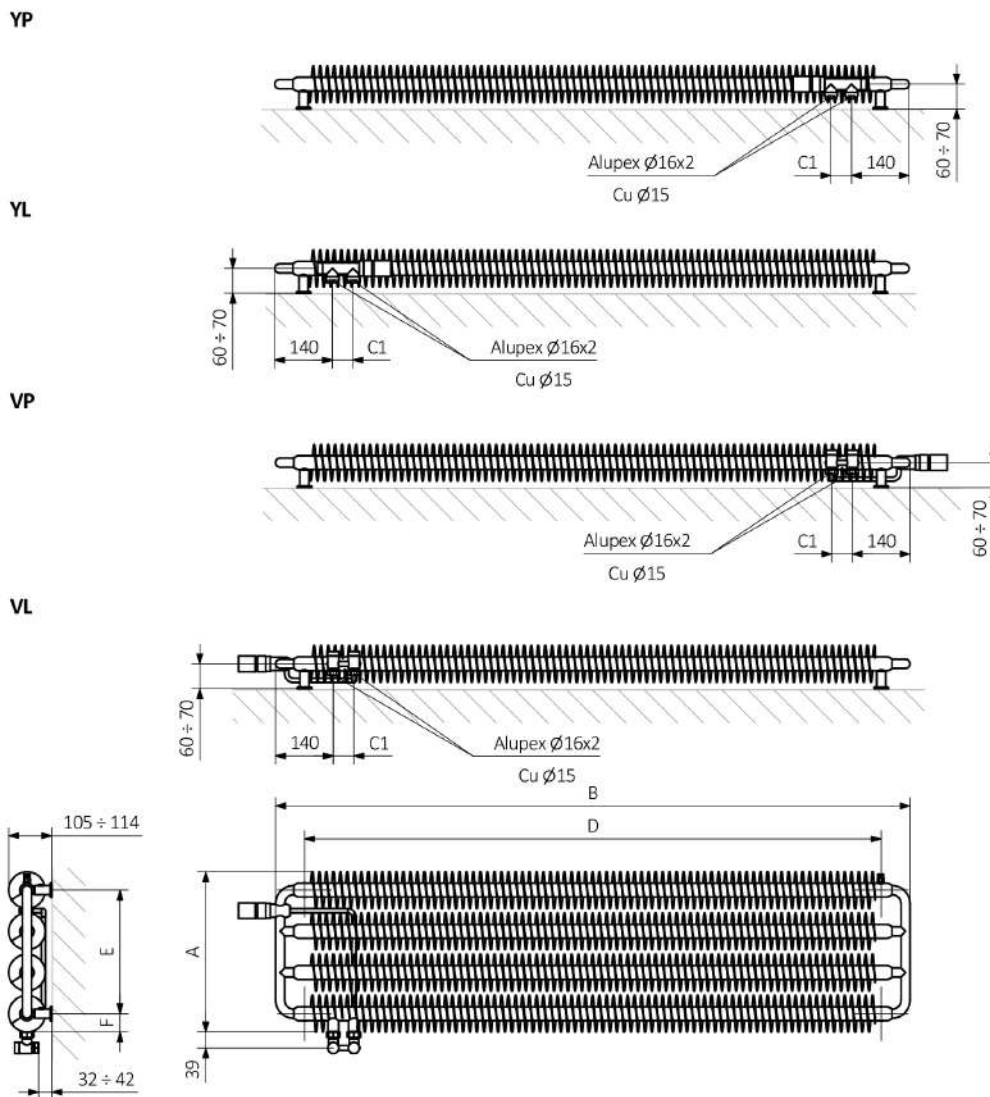 YP
Alupex Ø16x2
Cu Ø15
C1
140
60 ÷ 70
YL
60 ÷ 70
140
C1
Alupex Ø16x2
Cu Ø15
VP
Alupex Ø16x2
Cu Ø15
C1
140
60 ÷ 70
VL
60 ÷ 70
140
C1
Alupex Ø16x2
Cu Ø15
B
105 ÷ 114
D
E
A
F
39
32 ÷ 42